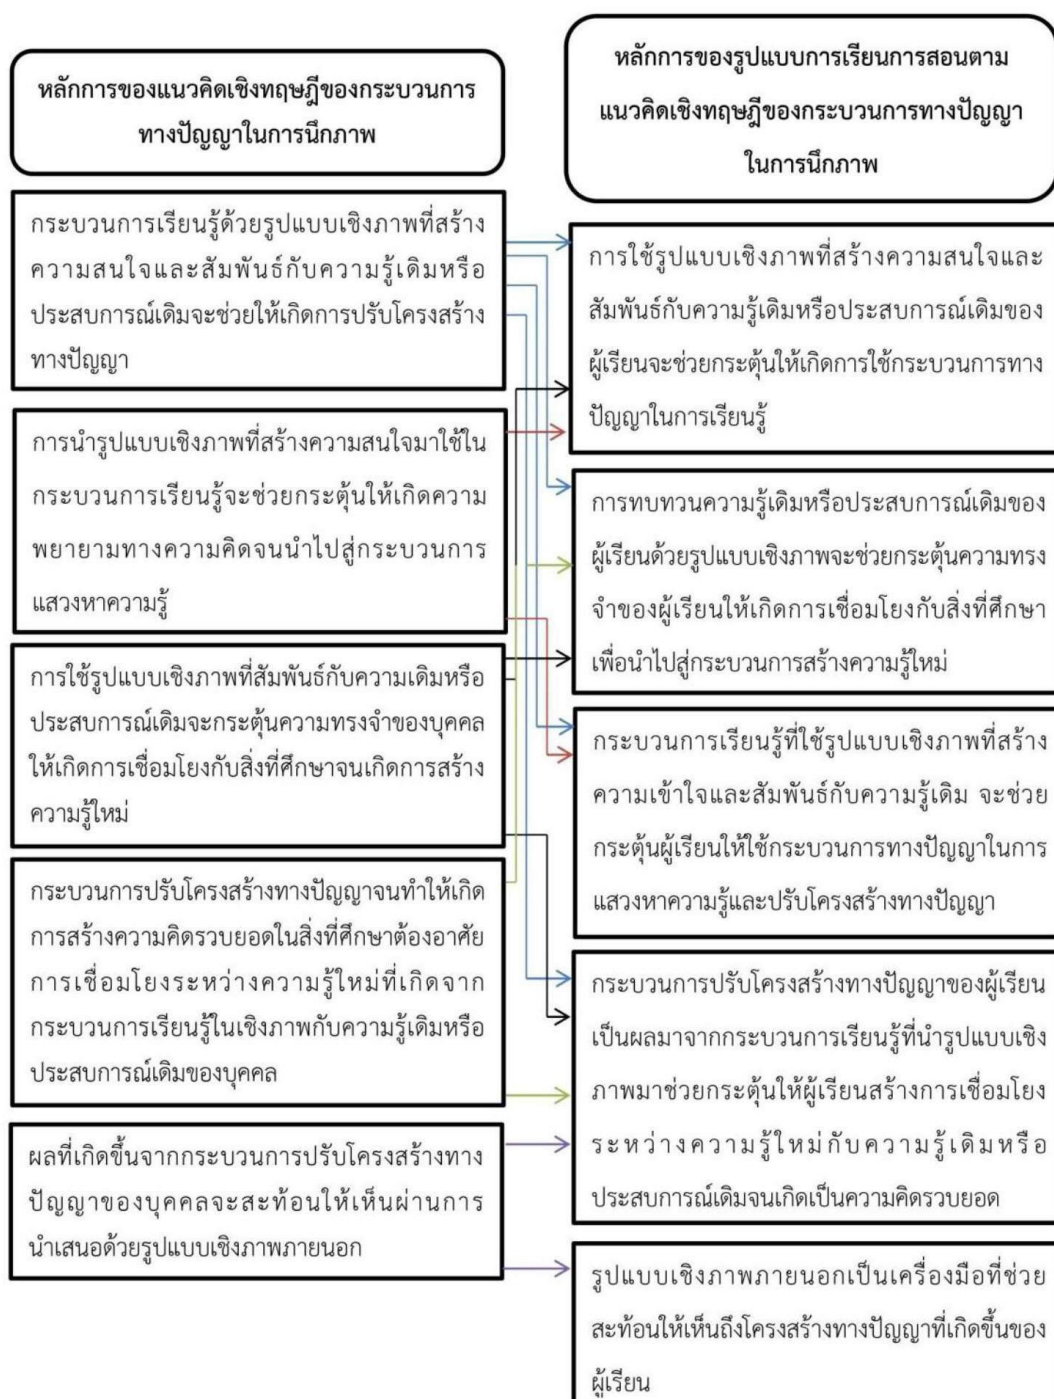 หลักการของแนวคิดเชิงทฤษฎีของกระบวนการ
ทางปัญญาในการนึกภาพ
กระบวนการเรียนรู้ด้วยรูปแบบเชิงภาพที่สร้าง
ความสนใจและสัมพันธ์กับความรู้เดิมหรือ
ประสบการณ์เดิมจะช่วยให้เกิดการปรับโครงสร้าง
ทางปัญญา
การนำรูปแบบเชิงภาพที่สร้างความสนใจมาใช้ใน
กระบวนการเรียนรู้จะช่วยกระตุ้นให้เกิดความ
พยายามทางความคิดจนนำไปสู่กระบวนการ
แสวงหาความรู้
การใช้รูปแบบเชิงภาพที่สัมพันธ์กับความเดิมหรือ
ประสบการณ์เดิมจะกระตุ้นความทรงจำของบุคคล
ให้เกิดการเชื่อมโยงกับสิ่งที่ศึกษาจนเกิดการสร้าง
ความรู้ใหม่
กระบวนการปรับโครงสร้างทางปัญญาจนทำให้เกิด
การสร้างความคิดรวบยอดในสิ่งที่ศึกษาต้องอาศัย
การเชื่อมโยงระหว่างความรู้ใหม่ที่เกิดจาก
กระบวนการเรียนรู้ในเชิงภาพกับความรู้เดิมหรือ
ประสบการณ์เดิมของบุคคล
ผลที่เกิดขึ้นจากกระบวนการปรับโครงสร้างทาง
ปัญญาของบุคคลจะสะท้อนให้เห็นผ่านการ
นำเสนอด้วยรูปแบบเชิงภาพภายนอก
หลักการของรูปแบบการเรียนการสอนตาม
แนวคิดเชิงทฤษฎีของกระบวนการทางปัญญา
ในการนึกภาพ
การใช้รูปแบบเชิงภาพที่สร้างความสนใจและ
สัมพันธ์กับความรู้เดิมหรือประสบการณ์เดิมของ
ผู้เรียนจะช่วยกระตุ้นให้เกิดการใช้กระบวนการทาง
ปัญญาในการเรียนรู้
การทบทวนความรู้เดิมหรือประสบการณ์เดิมของ
ผู้เรียนด้วยรูปแบบเชิงภาพจะช่วยกระตุ้นความทรง
จำของผู้เรียนให้เกิดการเชื่อมโยงกับสิ่งที่ศึกษา
เพื่อนำไปสู่กระบวนการสร้างความรู้ใหม่
กระบวนการเรียนรู้ที่ใช้รูปแบบเชิงภาพที่สร้าง
ความเข้าใจและสัมพันธ์กับความรู้เดิม จะช่วย
กระตุ้นผู้เรียนให้ใช้กระบวนการทางปัญญาในการ
แสวงหาความรู้และปรับโครงสร้างทางปัญญา
กระบวนการปรับโครงสร้างทางปัญญาของผู้เรียน
เป็นผลมาจากกระบวนการเรียนรู้ที่นำรูปแบบเชิง
ภาพมาช่วยกระตุ้นให้ผู้เรียนสร้างการเชื่อมโยง
ระหว่างความรู้ใหม่กับความรู้เดิมหรือ
ประสบการณ์เดิมจนเกิดเป็นความคิดรวบยอด
รูปแบบเชิงภาพภายนอกเป็นเครื่องมือที่ช่วย
สะท้อนให้เห็นถึงโครงสร้างทางปัญญาที่เกิดขึ้นของ
ผู้เรียน